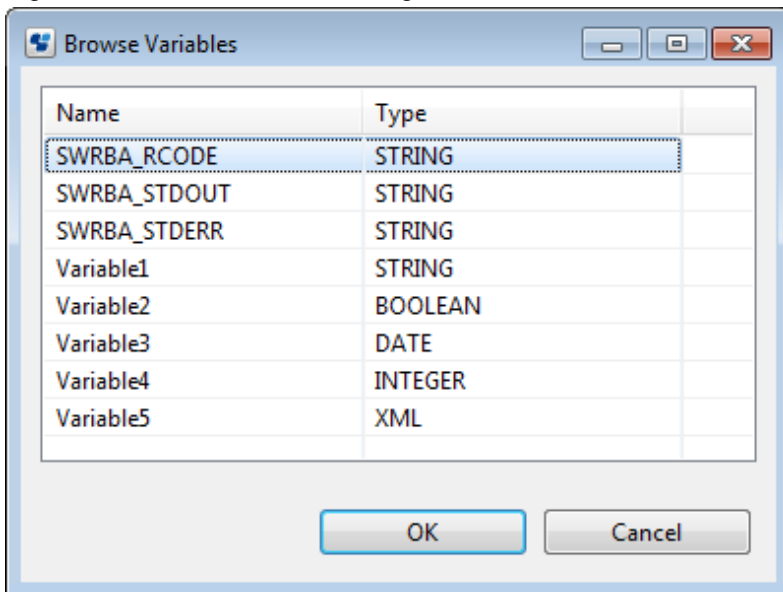 Browse Variables
Name Type
SWRBA_RCODE STRING
SWRBA_STDOUT STRING
SWRBA_STDERR STRING
Variable1 STRING
Variable2 BOOLEAN
Variable3 DATE
Variable4 INTEGER
Variable5 XML
OK Cancel